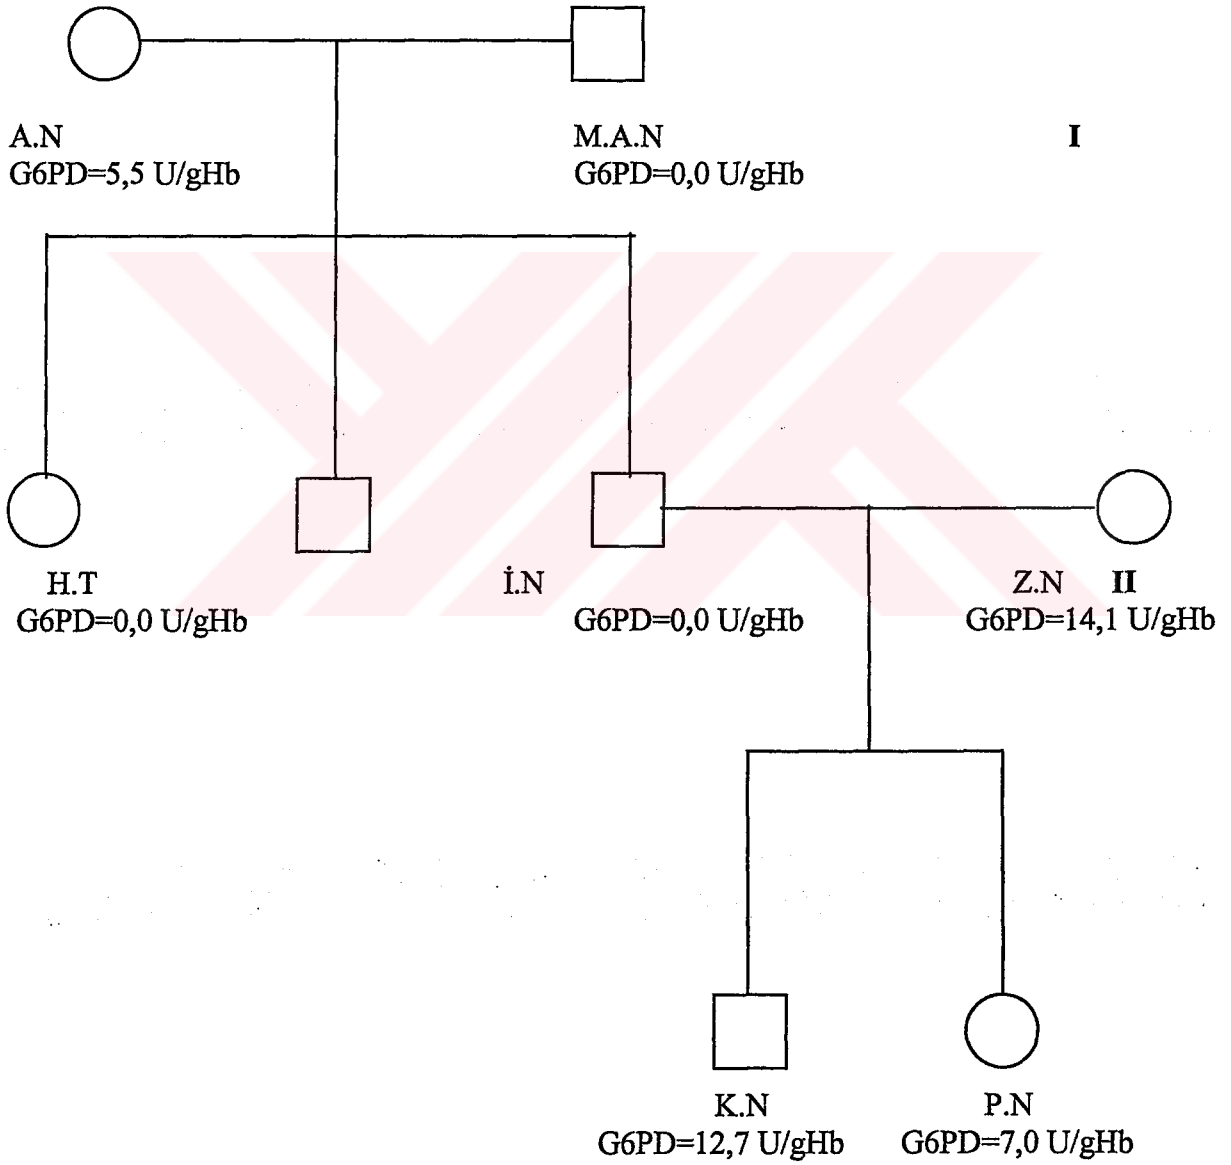 A.N M.A.N I
G6PD=5,5 U/gHb G6PD=0,0 U/gHb
H.T İ.N Z.N II
G6PD=0,0 U/gHb G6PD=0,0 U/gHb G6PD=14,1 U/gHb
K.N P.N
G6PD=12,7 U/gHb G6PD=7,0 U/gHb